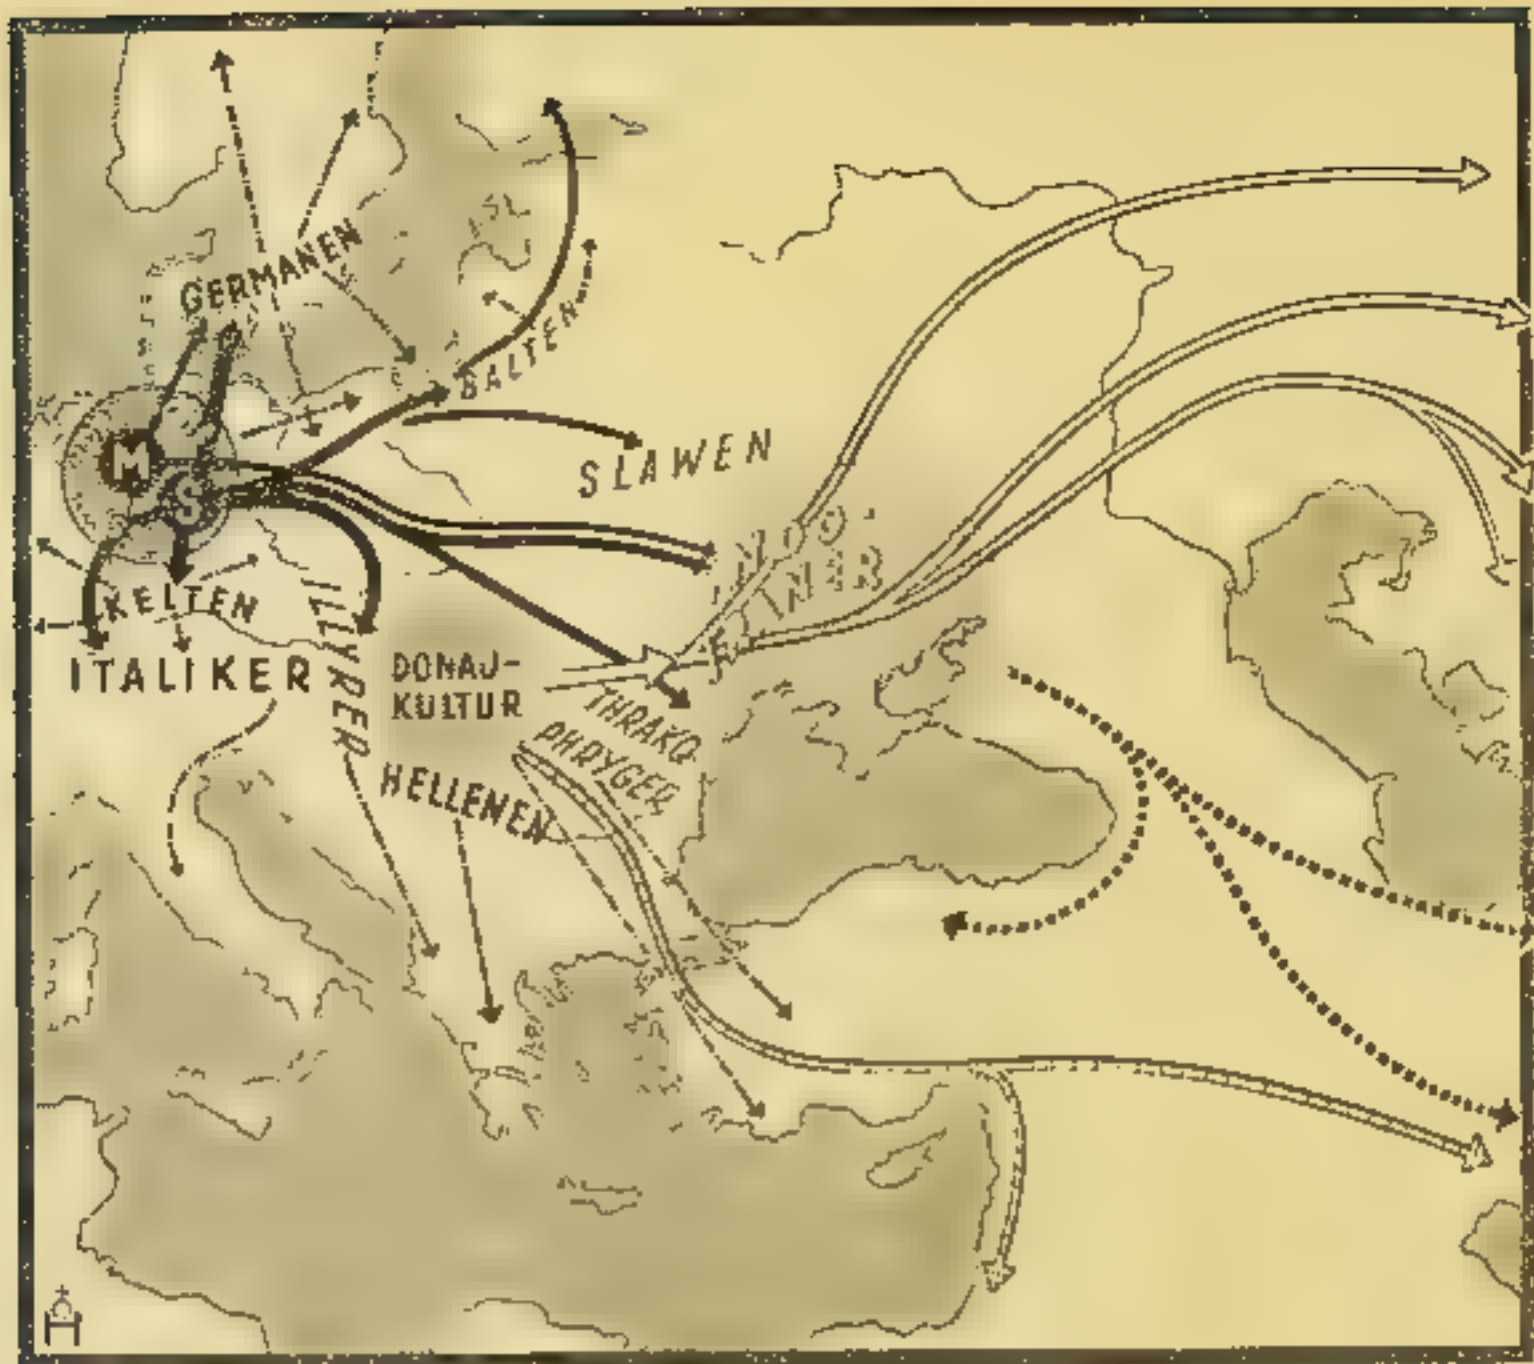 GERMANEN
BALTEN
M
SLAWEN
S
KELTEN
ILLYRER
ITALIKER
DONAU-
KULTUR
THRAKO
PHRYGER
HELLENEN